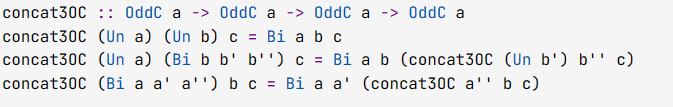 concat3OC :: OddC a -> OddC a -> OddC a -> OddC a
concat3OC (Un a) (Un b) c = Bi a b c
concat3OC (Un a) (Bi b b' b'') c = Bi a b (concat3OC (Un b') b'' c)
concat3OC (Bi a a' a'') b c = Bi a a' (concat3OC a'' b c)